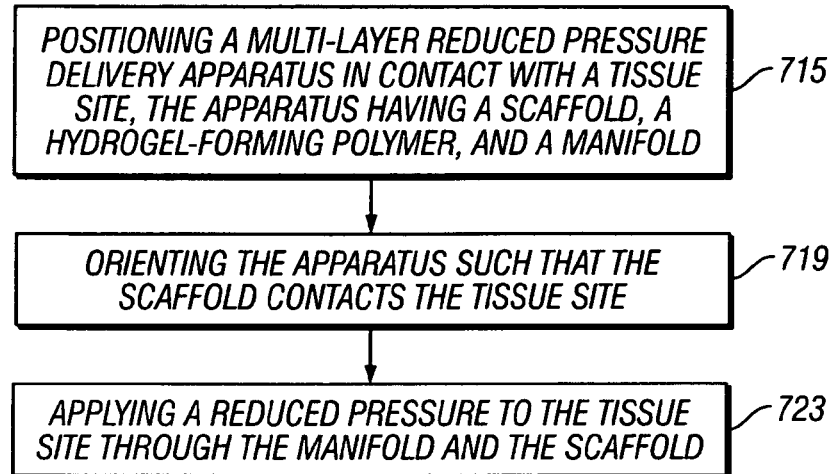 POSITIONING A MULTI-LAYER REDUCED PRESSURE
DELIVERY APPARATUS IN CONTACT WITH A TISSUE
SITE, THE APPARATUS HAVING A SCAFFOLD, A
HYDROGEL-FORMING POLYMER, AND A MANIFOLD
715
ORIENTING THE APPARATUS SUCH THAT THE
SCAFFOLD CONTACTS THE TISSUE SITE
719
APPLYING A REDUCED PRESSURE TO THE TISSUE
SITE THROUGH THE MANIFOLD AND THE SCAFFOLD
723